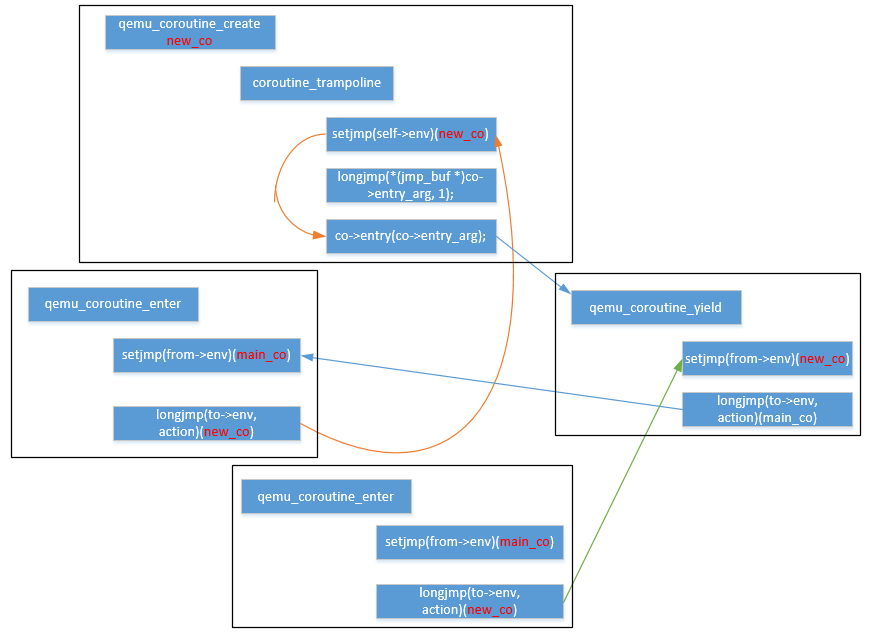 qemu_coroutine_create
new_co
coroutine_trampoline
setjmp(self->env)(new_co)
longjmp(*(jmp_buf *)co-
>entry_arg, 1);
co->entry(co->entry_arg);
qemu_coroutine_enter
setjmp(from->env)(main_co)
longjmp(to->env,
action)(new_co)
qemu_coroutine_yield
setjmp(from->env)(new_co)
longjmp(to->env,
action)(main_co)
qemu_coroutine_enter
setjmp(from->env)(main_co)
longjmp(to->env,
action)(new_co)